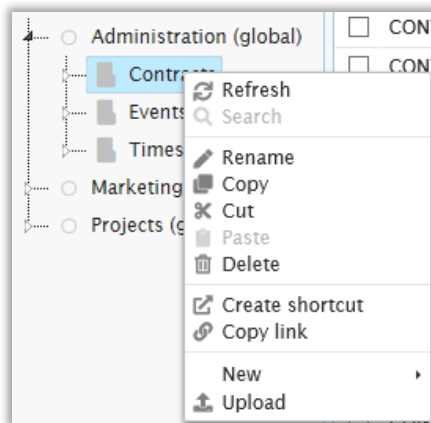 Administration (global)
Contracts
Events
Times
Marketing
Projects (g
CON
CON
Refresh
Search
Rename
Copy
Cut
Paste
Delete
Create shortcut
Copy link
New
Upload